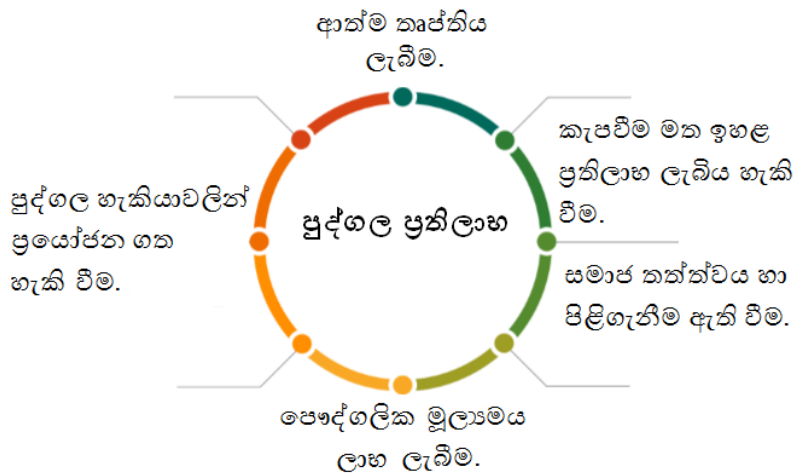 ආත්ම තෘප්තිය
ලැබීම.
කැපවීම මත ඉහළ
ප්‍රතිලාභ ලැබිය හැකි
වීම.
පුද්ගල හැකියාවලින්
ප්‍රයෝජන ගත
හැකි වීම.
පුද්ගල ප්‍රතිලාභ
සමාජ තත්ත්වය හා
පිළිගැනීම ඇති වීම.
පෞද්ගලික මූල්‍යමය
ලාභ ලැබීම.